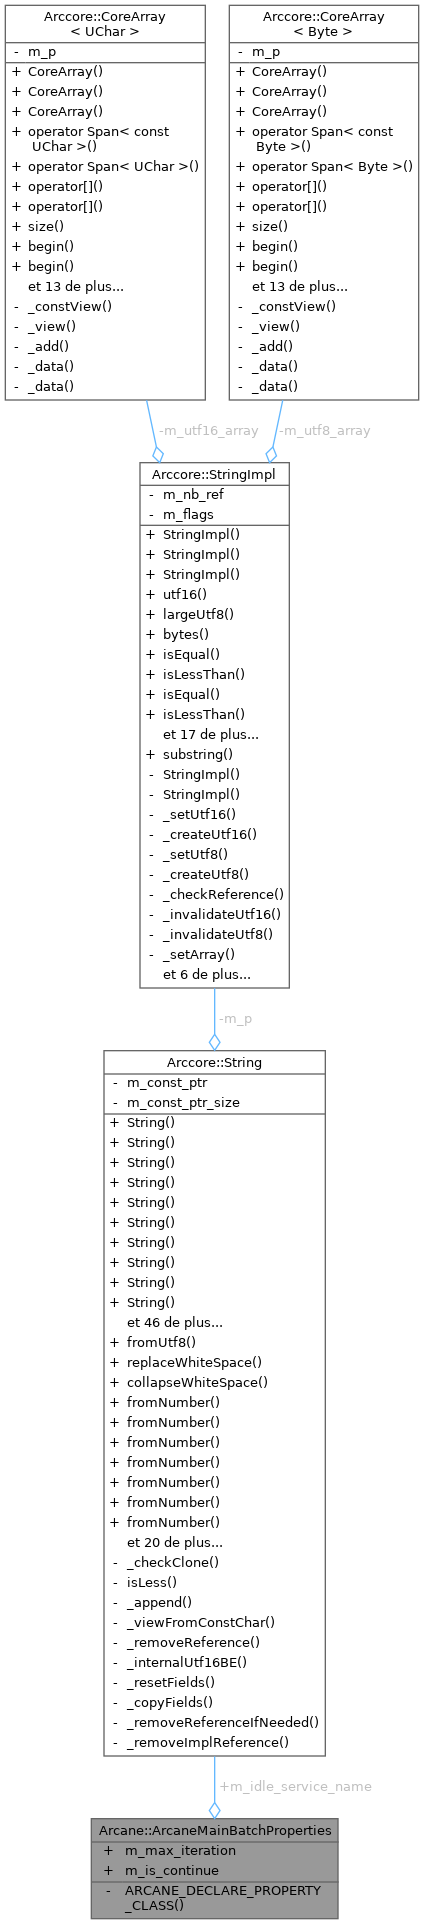 Arccore::CoreArray
< UChar >
- m_p
+ CoreArray()
+ CoreArray()
+ CoreArray()
+ operator Span< const
UChar >()
+ operator Span< UChar >()
+ operator[]()
+ operator[]()
+ size()
+ begin()
+ begin()
et 13 de plus...
- _constView()
- _view()
- _add()
- _data()
- _data()
Arccore::CoreArray
< Byte >
- m_p
+ CoreArray()
+ CoreArray()
+ CoreArray()
+ operator Span< const
Byte >()
+ operator Span< Byte >()
+ operator[]()
+ operator[]()
+ size()
+ begin()
+ begin()
et 13 de plus...
- _constView()
- _view()
- _add()
- _data()
- _data()
-m_utf16_array
-m_utf8_array
Arccore::StringImpl
- m_nb_ref
- m_flags
+ StringImpl()
+ StringImpl()
+ StringImpl()
+ utf16()
+ largeUtf8()
+ bytes()
+ isEqual()
+ isLessThan()
+ isEqual()
+ isLessThan()
et 17 de plus...
+ substring()
- StringImpl()
- StringImpl()
- _setUtf16()
- _createUtf16()
- _setUtf8()
- _createUtf8()
- _checkReference()
- _invalidateUtf16()
- _invalidateUtf8()
- _setArray()
et 6 de plus...
-m_p
Arccore::String
- m_const_ptr
- m_const_ptr_size
+ String()
+ String()
+ String()
+ String()
+ String()
+ String()
+ String()
+ String()
+ String()
+ String()
et 46 de plus...
+ fromUtf8()
+ replaceWhiteSpace()
+ collapseWhiteSpace()
+ fromNumber()
+ fromNumber()
+ fromNumber()
+ fromNumber()
+ fromNumber()
+ fromNumber()
+ fromNumber()
et 20 de plus...
- _checkClone()
- isLess()
- _append()
- _viewFromConstChar()
- _removeReference()
- _internalUtf16BE()
- _resetFields()
- _copyFields()
- _removeReferenceIfNeeded()
- _removeImplReference()
+m_idle_service_name
Arcane::ArcaneMainBatchProperties
+ m_max_iteration
+ m_is_continue
- ARCANE_DECLARE_PROPERTY
_CLASS()